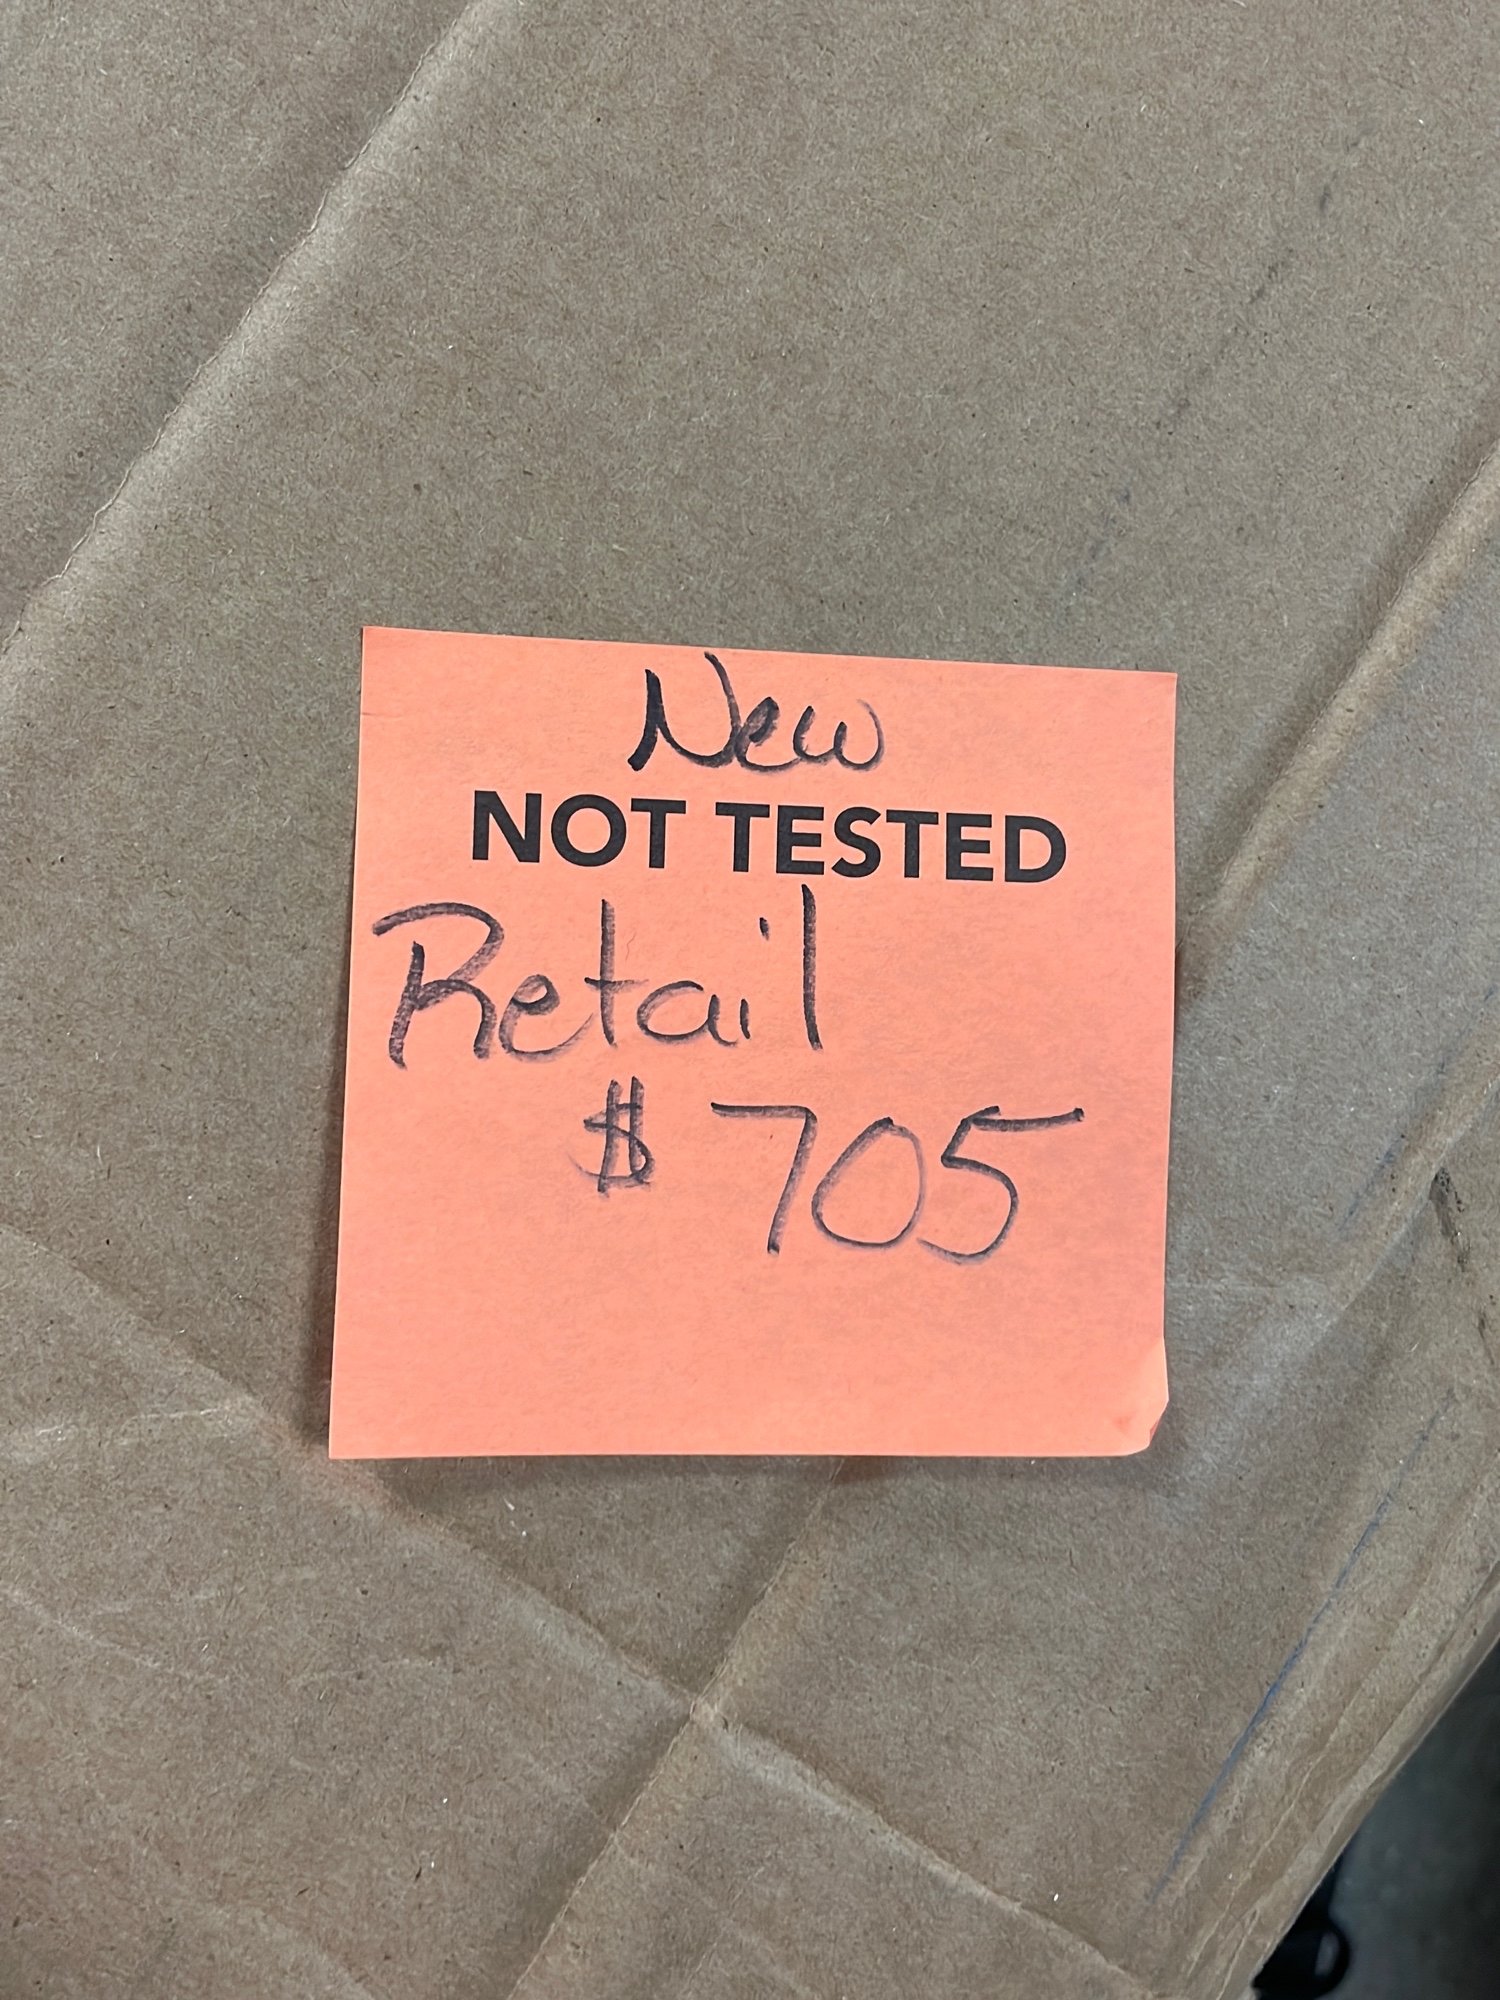 New
NOT TESTED
Retail
$ 705